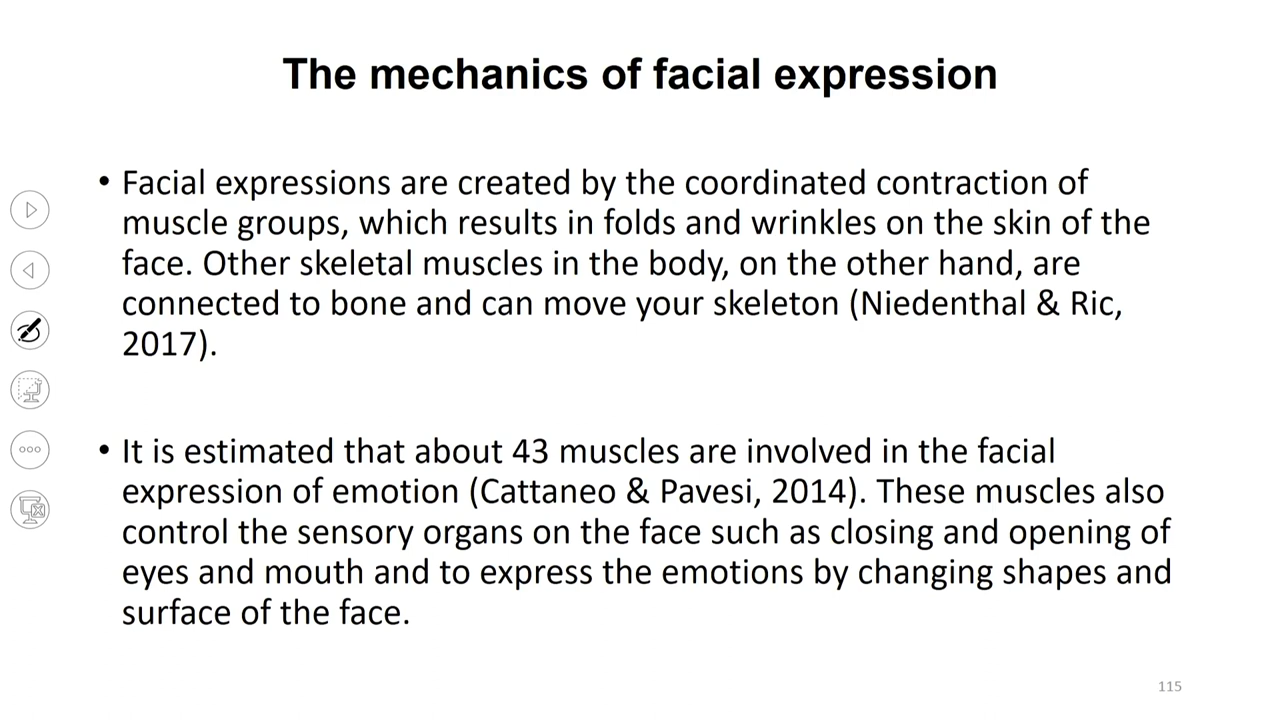 The mechanics of facial expression
• Facial expressions are created by the coordinated contraction of
muscle groups, which results in folds and wrinkles on the skin of the
face. Other skeletal muscles in the body, on the other hand, are
connected to bone and can move your skeleton (Niedenthal & Ric,
2017).
• It is estimated that about 43 muscles are involved in the facial
expression of emotion (Cattaneo & Pavesi, 2014). These muscles also
control the sensory organs on the face such as closing and opening of
eyes and mouth and to express the emotions by changing shapes and
surface of the face.
115